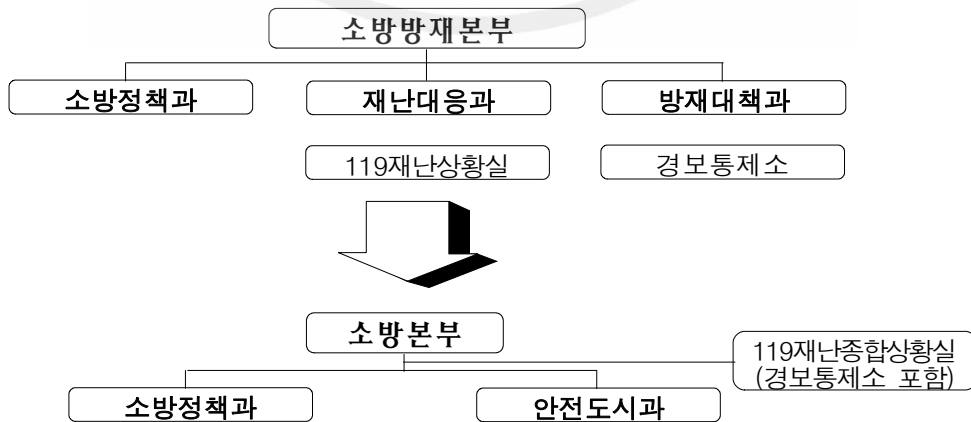 소방방재본부
소방정책과
재난대응과
방재대책과
119재난상황실
경보통제소
소방본부
119재난종합상황실
(경보통제소 포함)
소방정책과
안전도시과